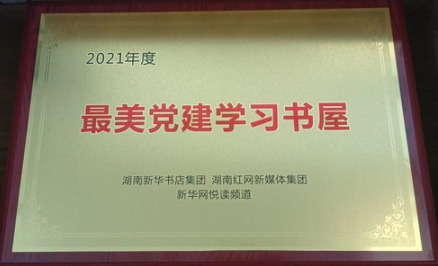 2021年度
最美党建学习书屋
湖南新华书店集团 湖南红网新媒体集团
新华网悦读频道